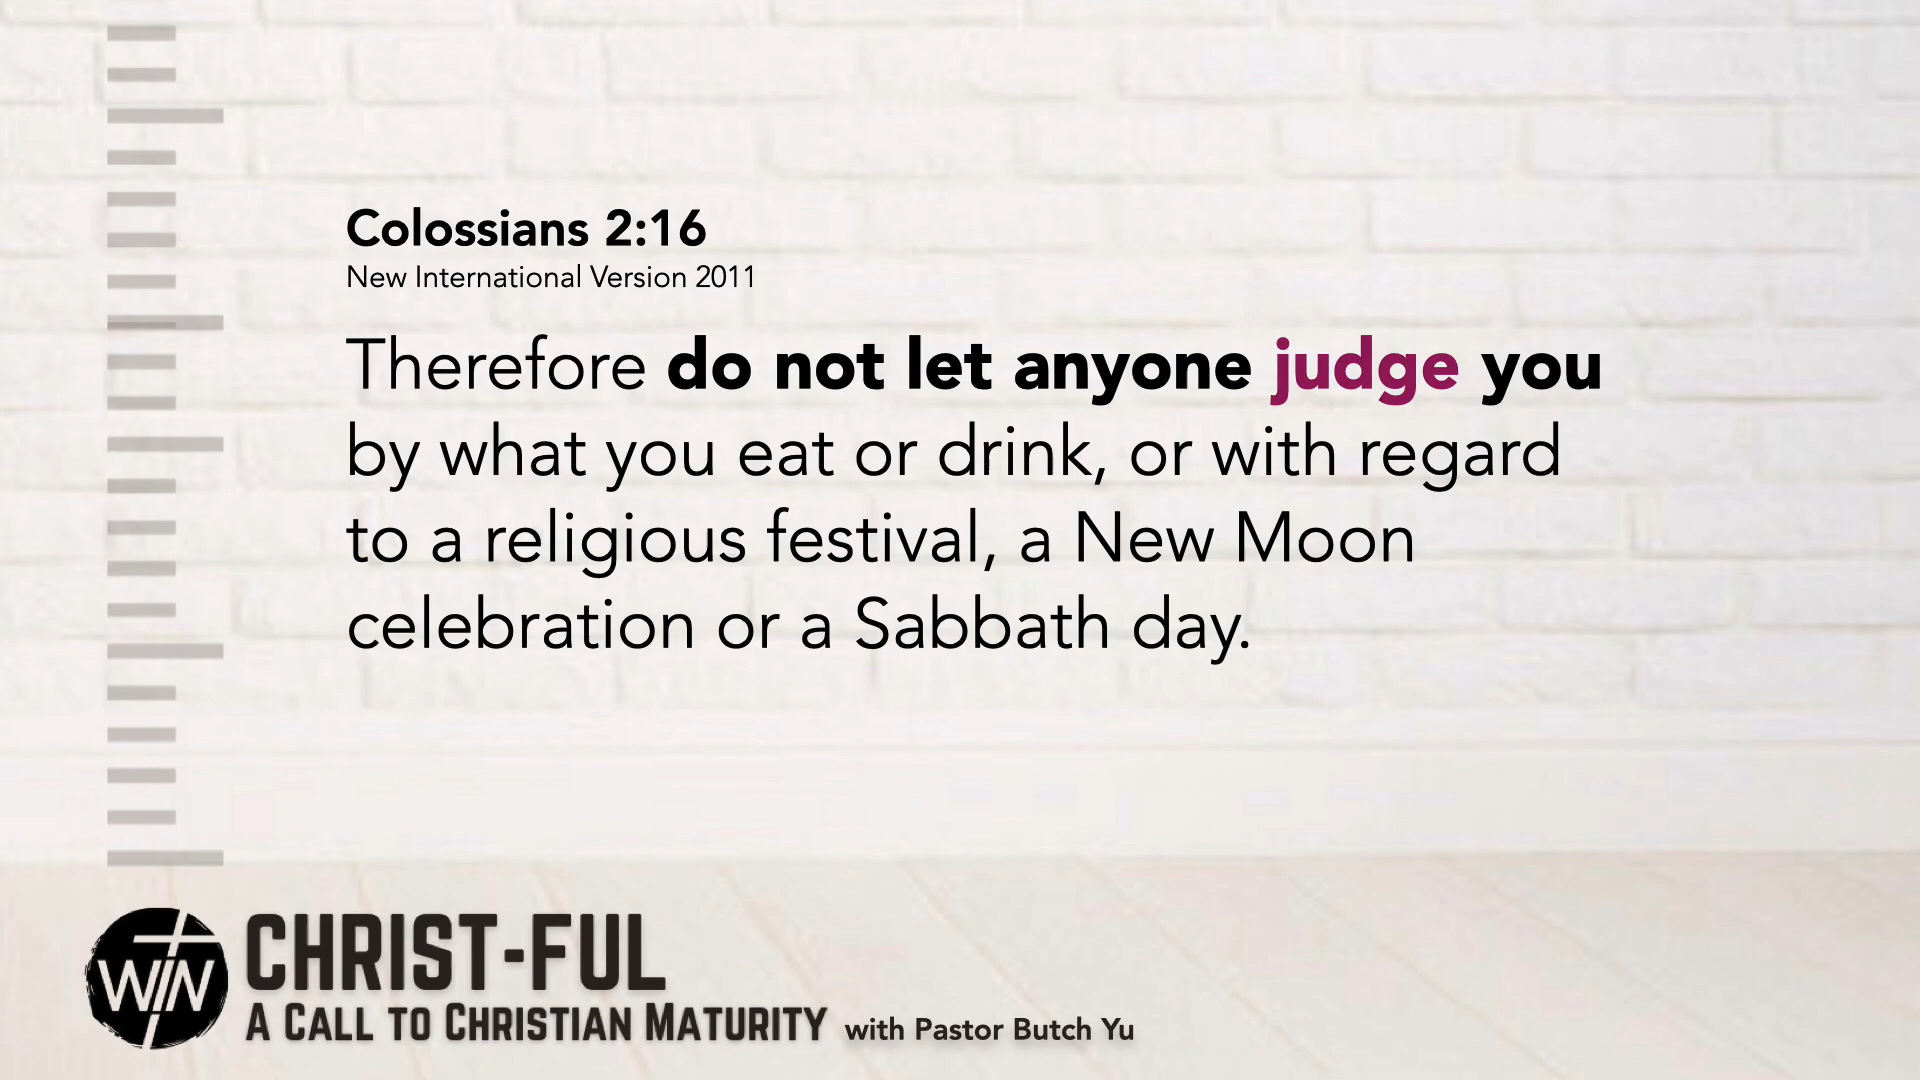 Colossians 2:16
New International Version 2011
Therefore do not let anyone judge you
by what you eat or drink, or with regard
to a religious festival, a New Moon
celebration or a Sabbath day.
WIN
CHRIST-FUL
A CALL TO CHRISTIAN MATURITY with Pastor Butch Yu